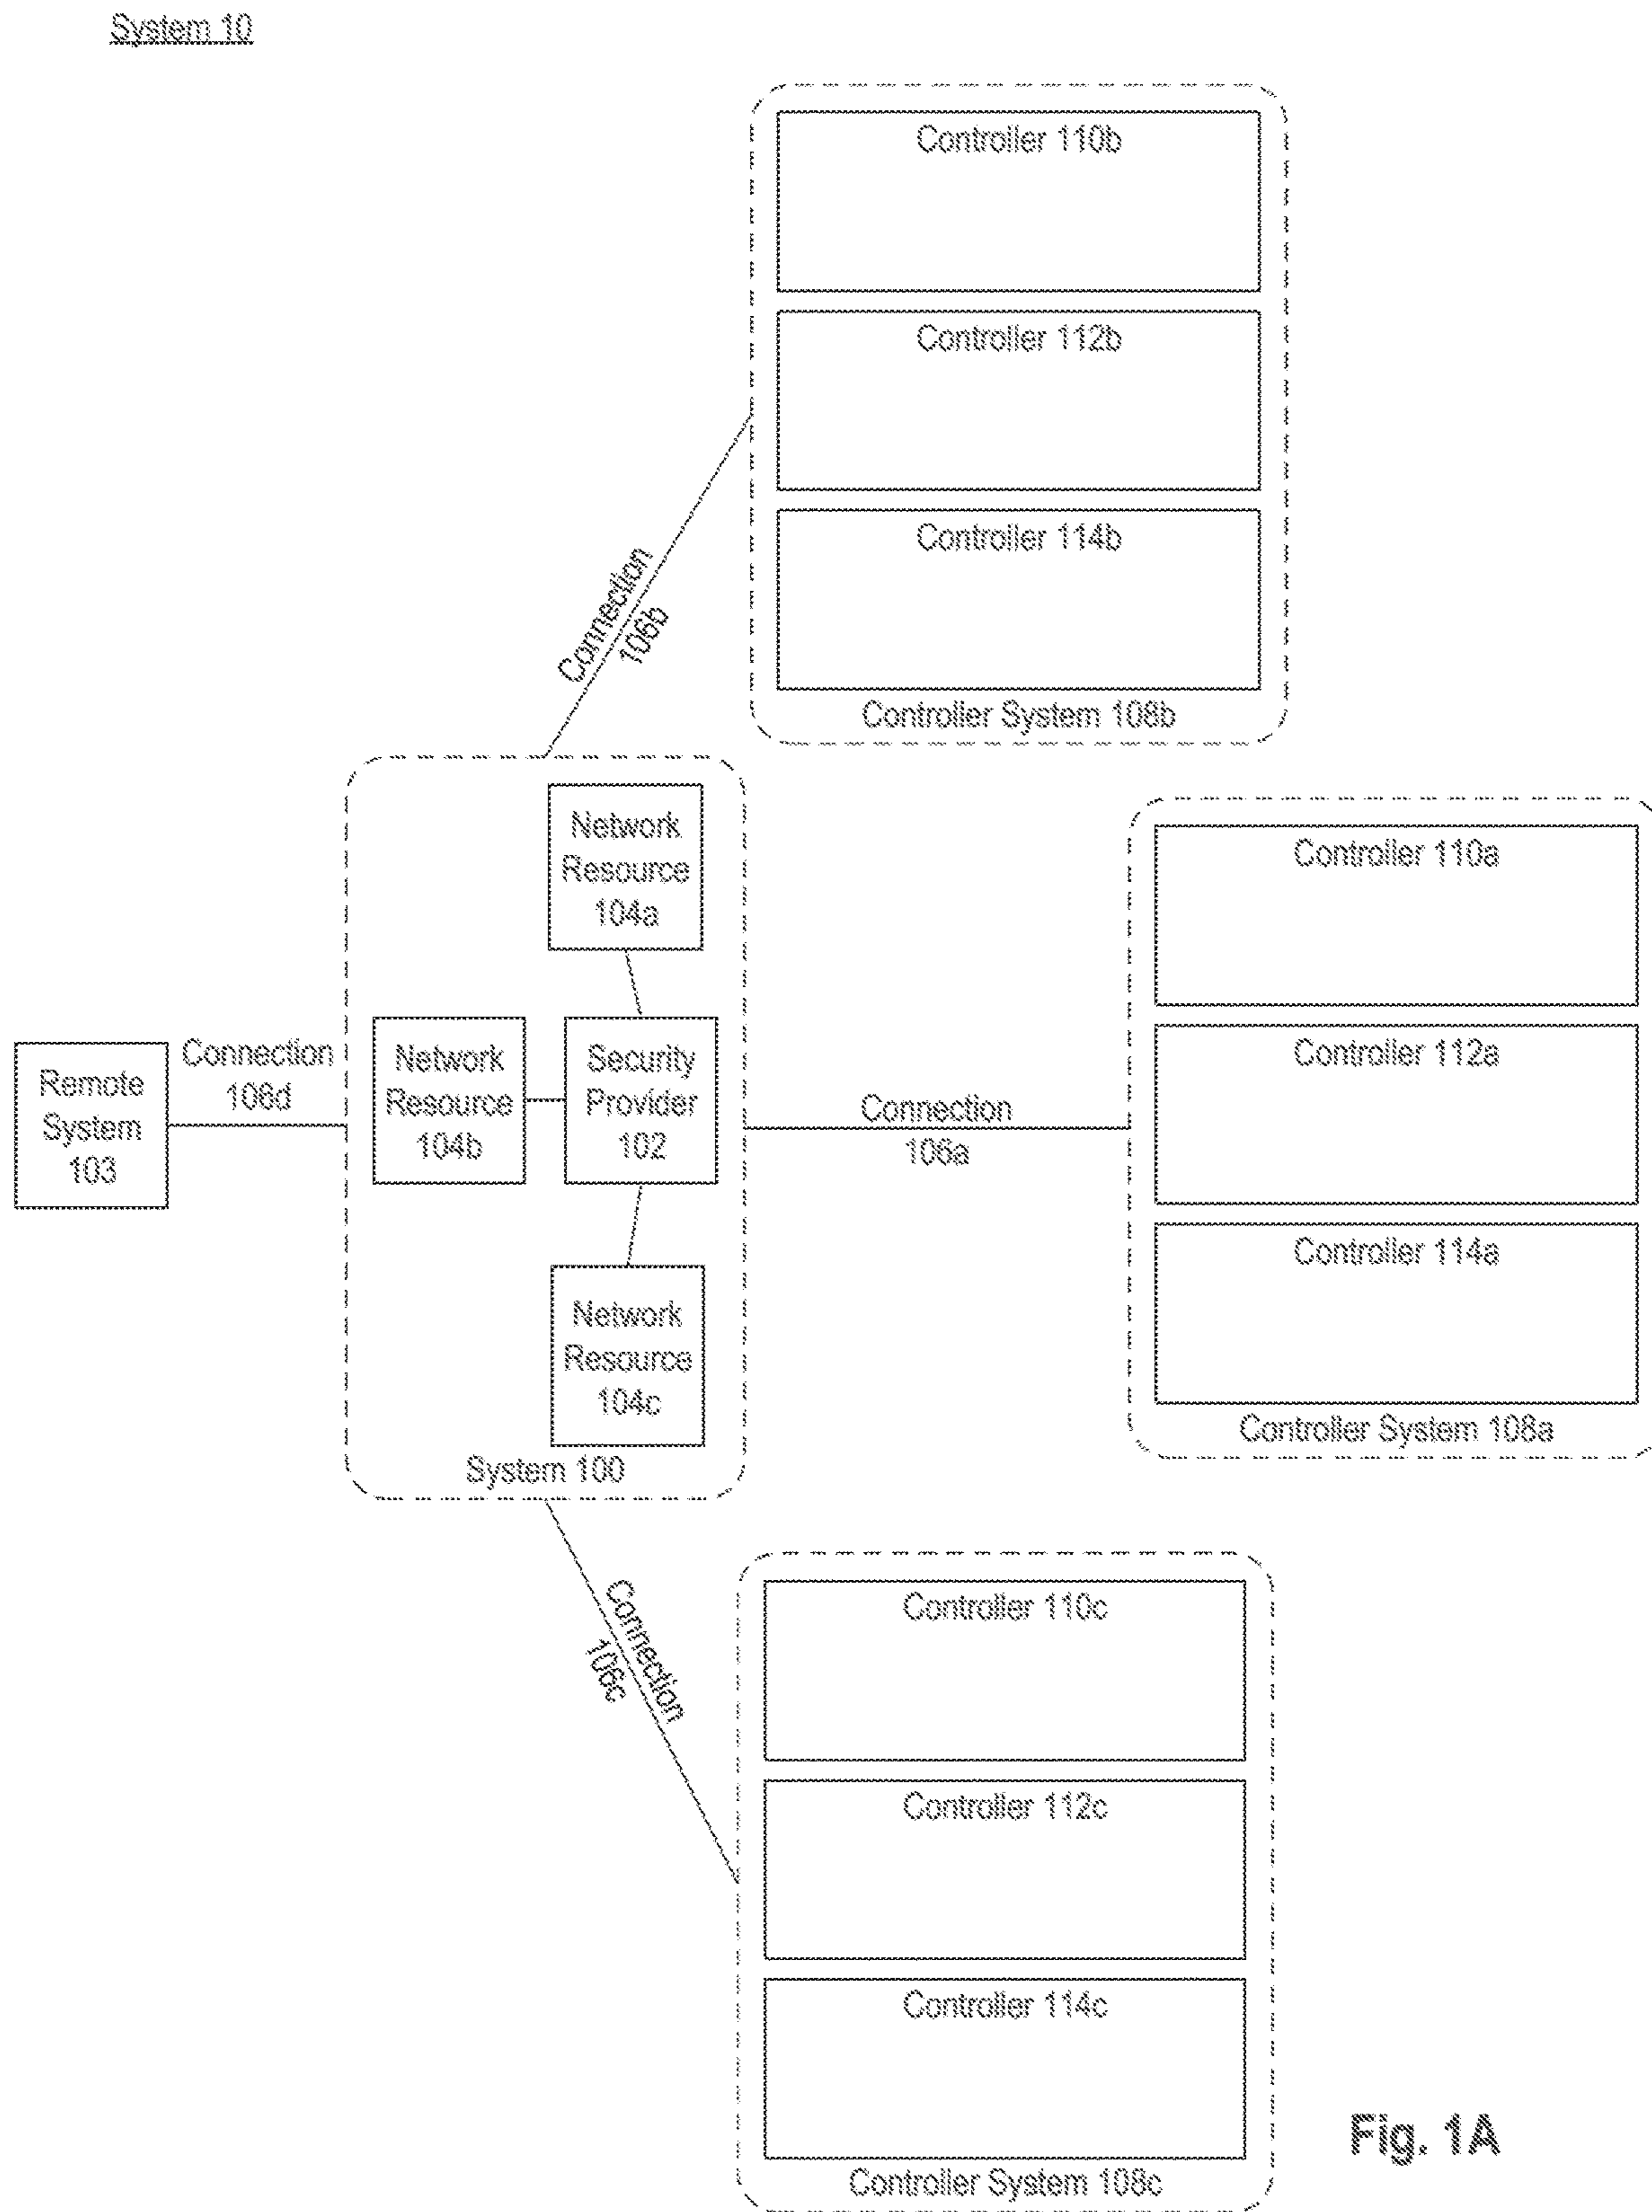 System 10
Controller 110b
Controller 112b
Controller 114b
Controller System 108b
Connection
106b
Network
Resource
104a
Network
Resource
104b
Security
Provider
102
Network
Resource
104c
System 100
Remote
System
103
Connection
106d
Connection
106a
Controller 110a
Controller 112a
Controller 114a
Controller System 108a
Connection
106c
Controller 110c
Controller 112c
Controller 114c
Controller System 108c
Fig. 1A